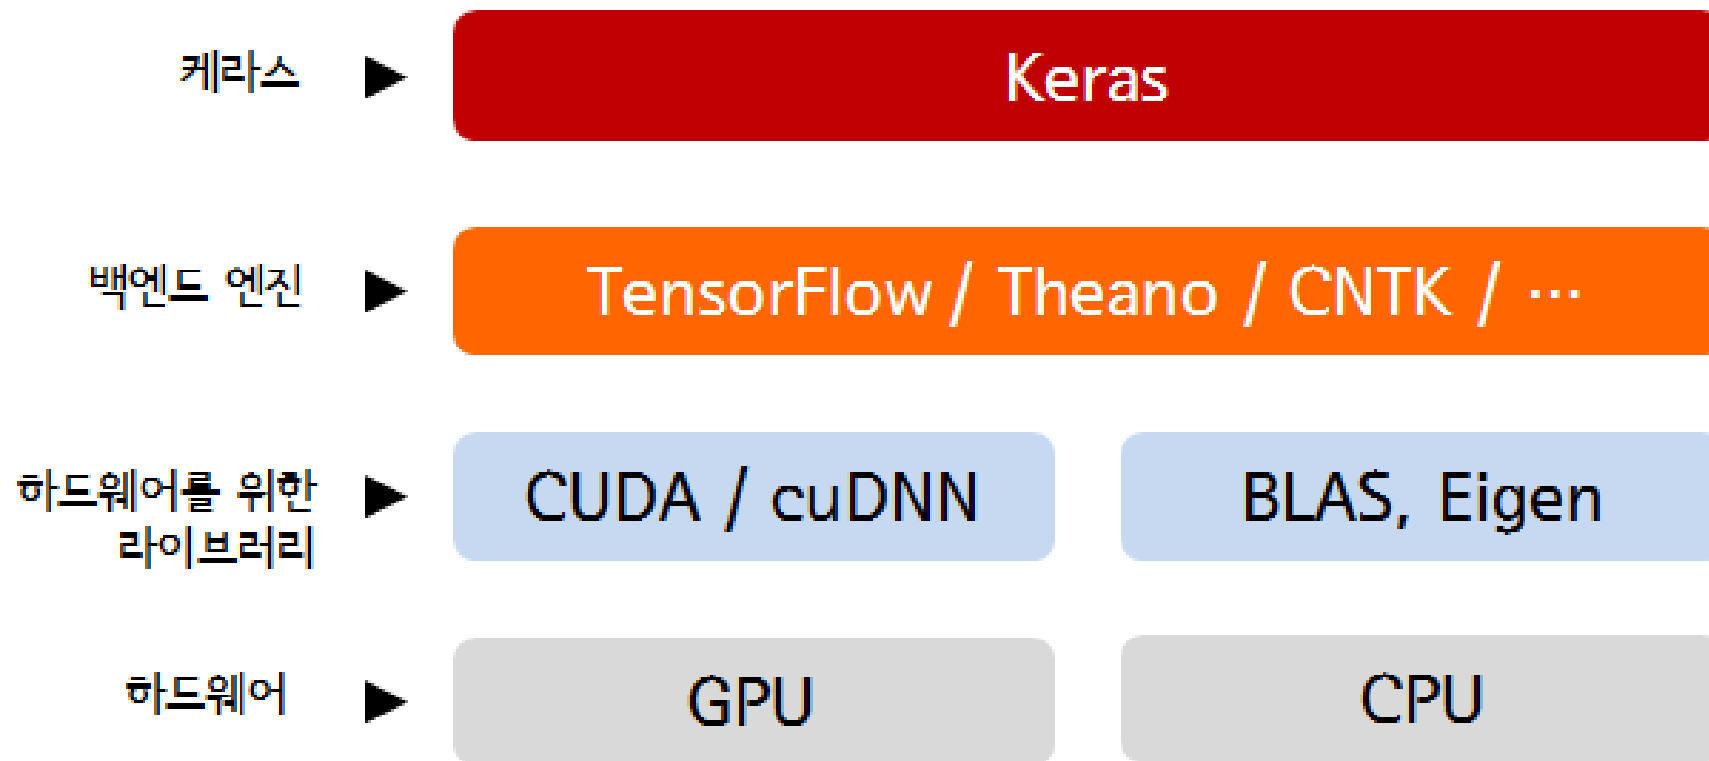 케라스 ▶ Keras
백엔드 엔진 ▶ TensorFlow / Theano / CNTK / ···
하드웨어를 위한
라이브러리 ▶ CUDA / cuDNN BLAS, Eigen
하드웨어 ▶ GPU CPU